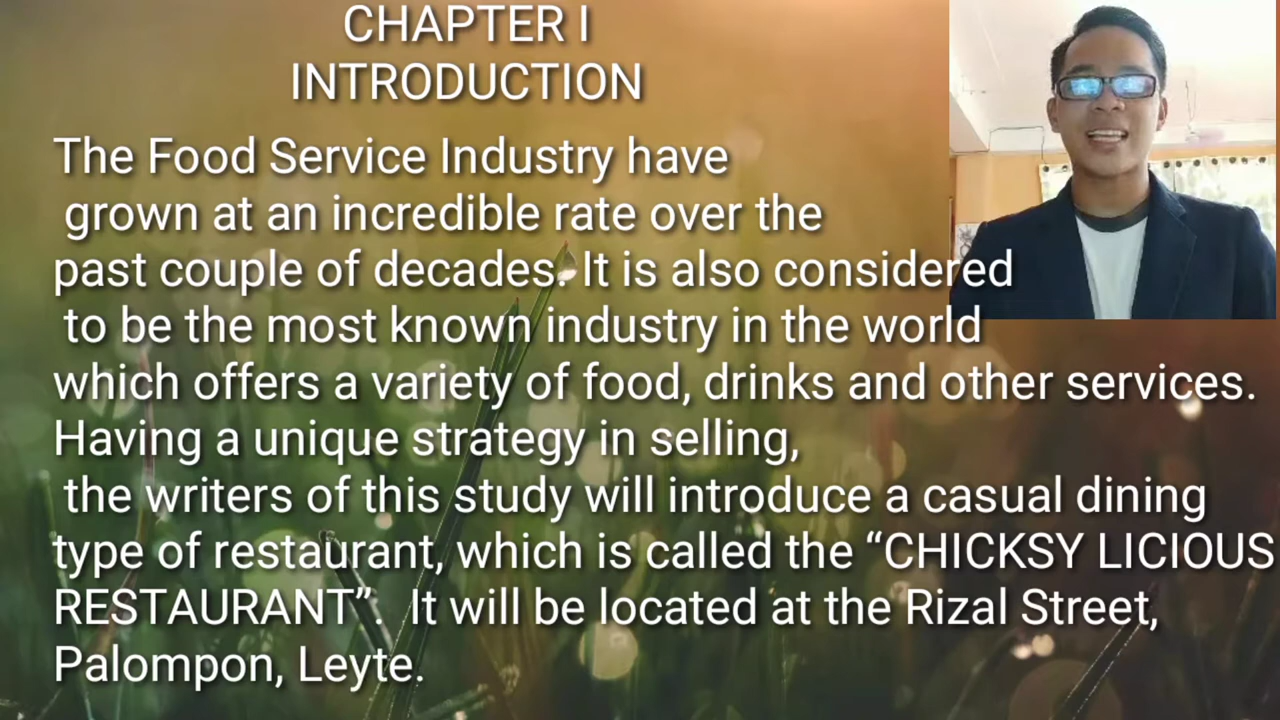 CHAPTER I
INTRODUCTION
The Food Service Industry have
grown at an incredible rate over the
past couple of decades. It is also considered
to be the most known industry in the world
which offers a variety of food, drinks and other services.
Having a unique strategy in selling,
the writers of this study will introduce a casual dining
type of restaurant, which is called the “CHICKSY LICIOUS
RESTAURANT”.  It will be located at the Rizal Street,
Palompon, Leyte.